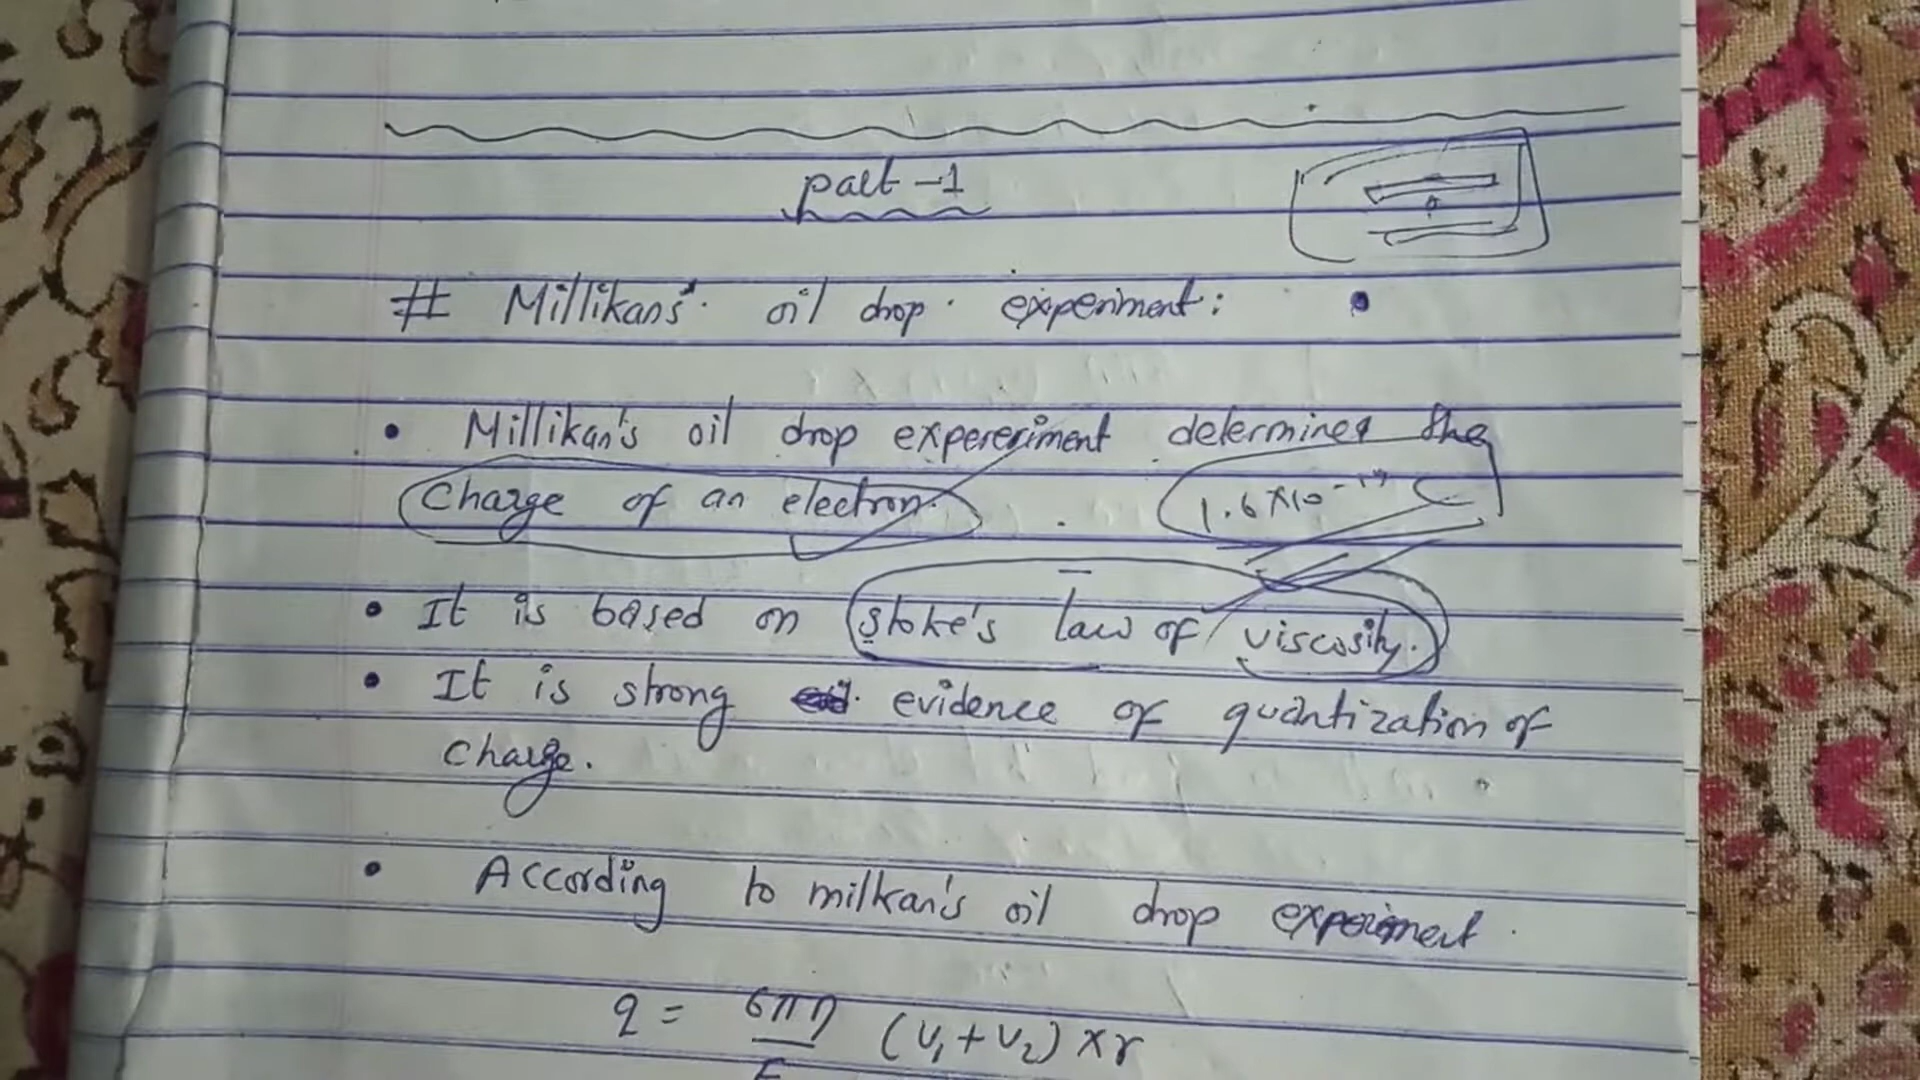 part -1
# Millikan's oil drop experiment:
• Millikan's oil drop expereriment determines the
Charge of an electron. 1.6×10⁻¹⁹ C
• It is based on stoke's law of viscosity.
• It is strong evidence of quantization of
Charge.
• According to milkan's oil drop experiment.
q = 6πη (v₁+v₂) × r